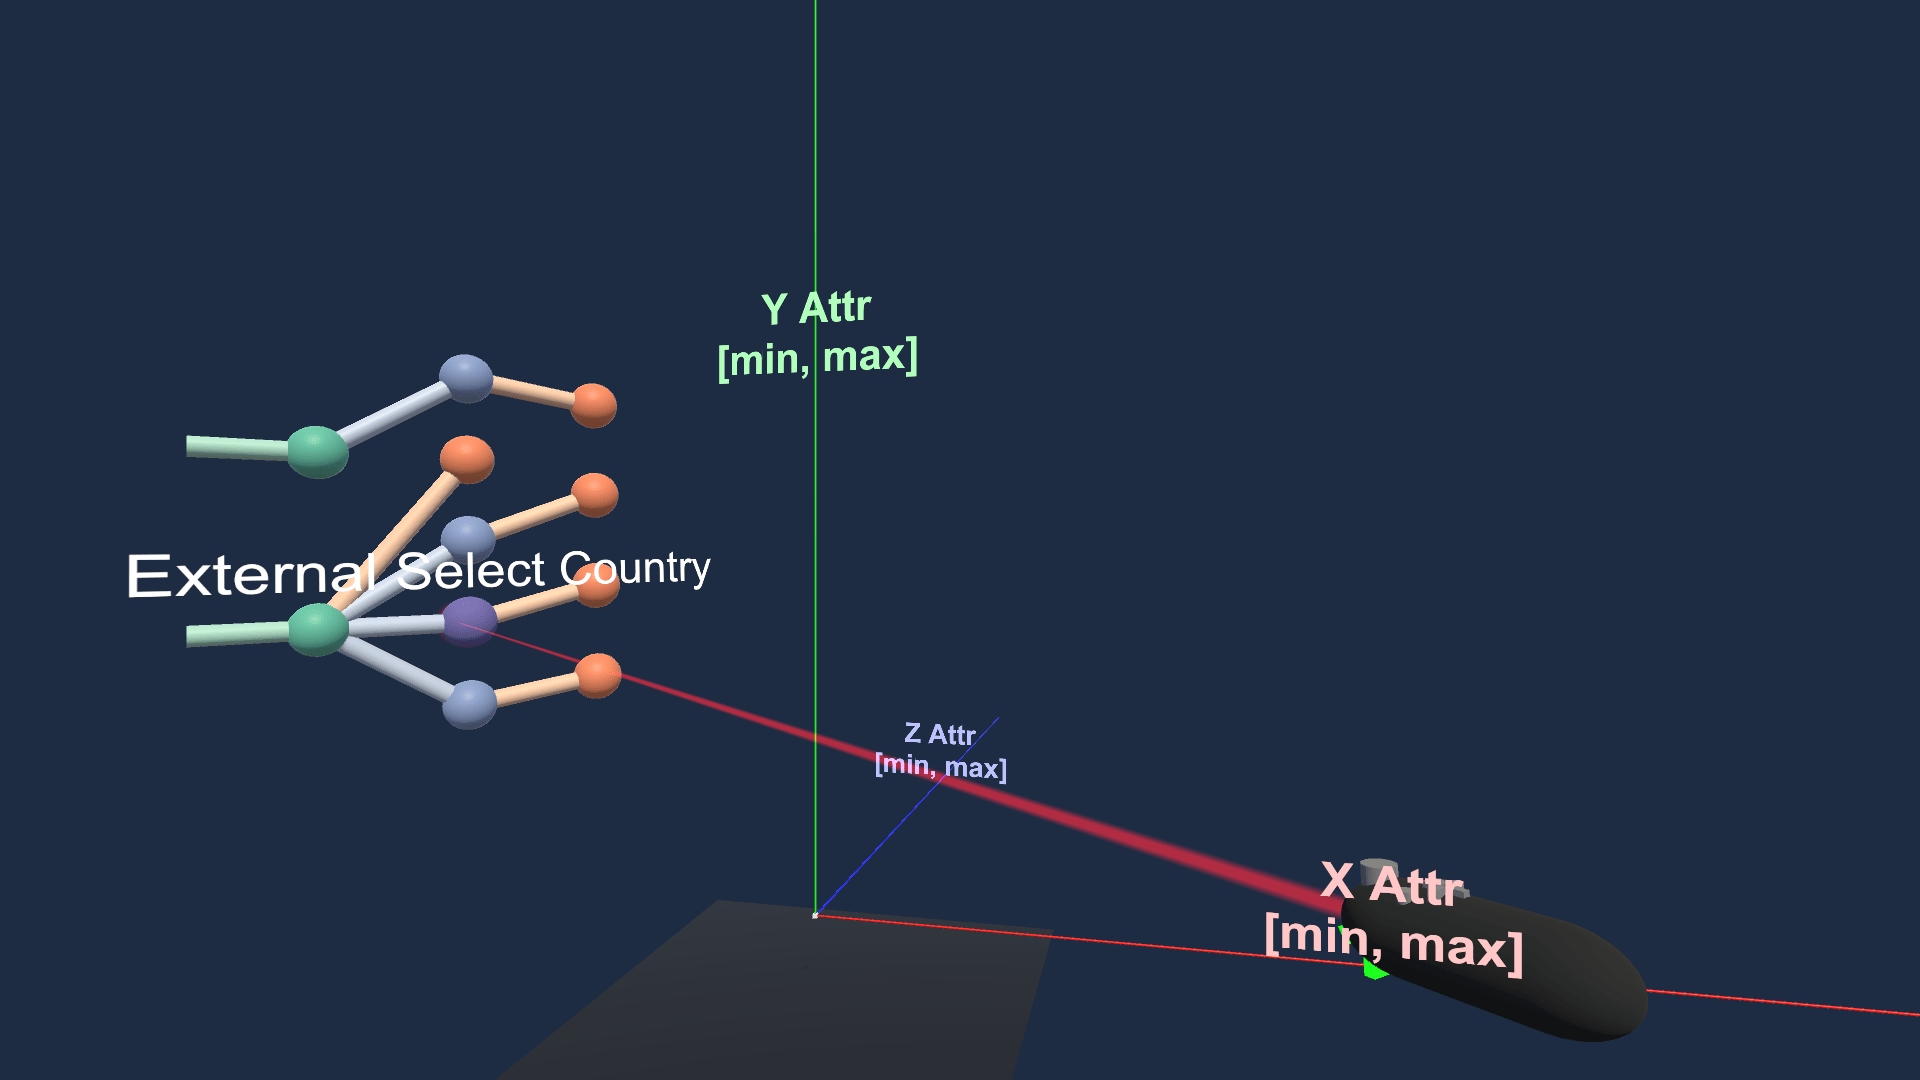 Y Attr
[min, max]
External Select Country
Z Attr
[min, max]
X Attr
[min, max]